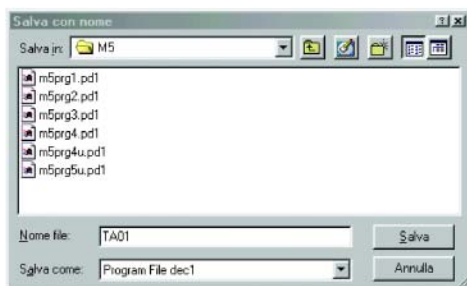 Salva con nome
Salva in: M5
m5prg1.pd1
m5prg2.pd1
m5prg3.pd1
m5prg4.pd1
m5prg4u.pd1
m5prg5u.pd1
Nome file: TA01 Salva
Salva come: Program File dec1 Annulla